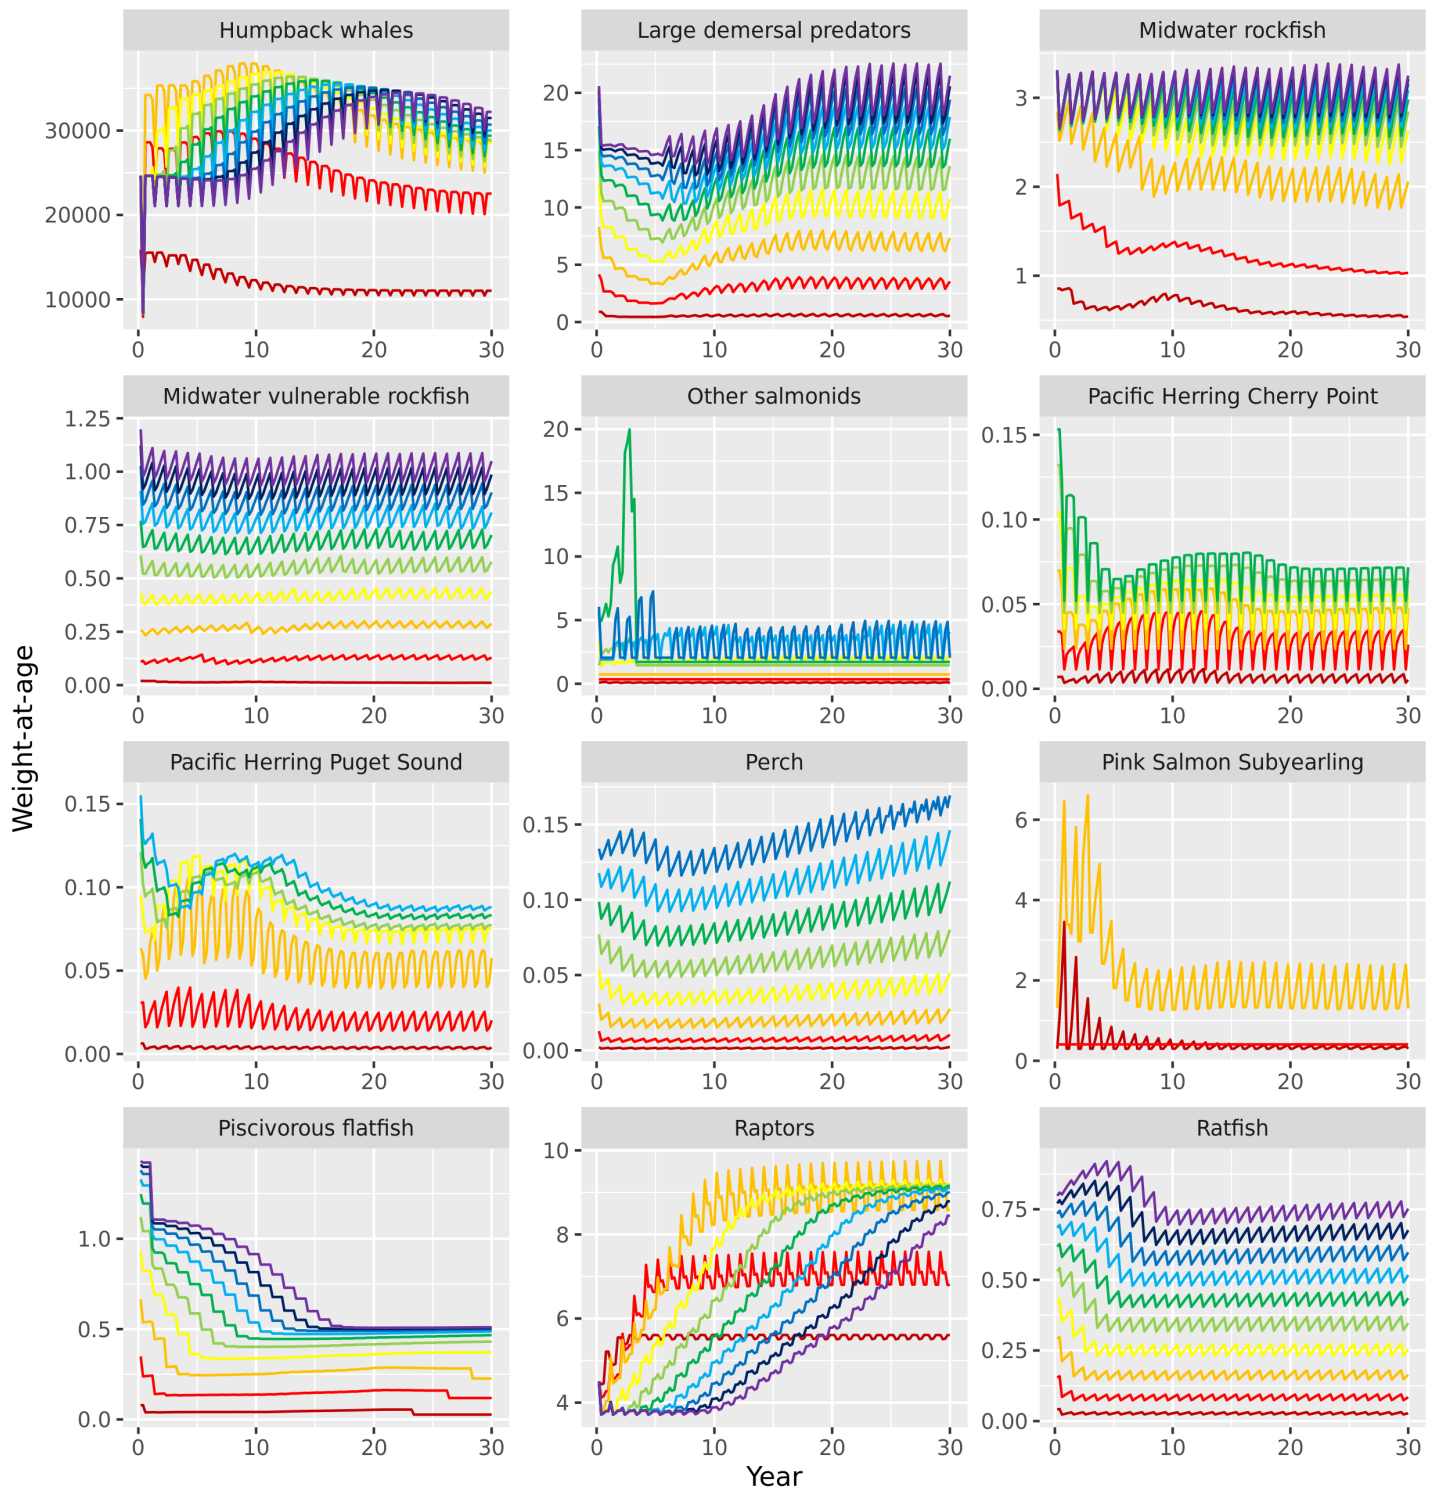 Humpback whales
Large demersal predators
Midwater rockfish
30000
20000
10000
0 10 20 30
20
15
10
5
0
0 10 20 30
3
2
1
0 10 20 30
Midwater vulnerable rockfish
Other salmonids
Pacific Herring Cherry Point
1.25
1.00
0.75
0.50
0.25
0.00
0 10 20 30
20
15
10
5
0
0 10 20 30
0.15
0.10
0.05
0.00
0 10 20 30
Weight-at-age
Pacific Herring Puget Sound
Perch
Pink Salmon Subyearling
0.15
0.10
0.05
0.00
0 10 20 30
0.15
0.10
0.05
0.00
0 10 20 30
6
4
2
0
0 10 20 30
Piscivorous flatfish
Raptors
Ratfish
1.0
0.5
0.0
0 10 20 30
10
8
6
4
0 10 20 30
0.75
0.50
0.25
0.00
0 10 20 30
Year